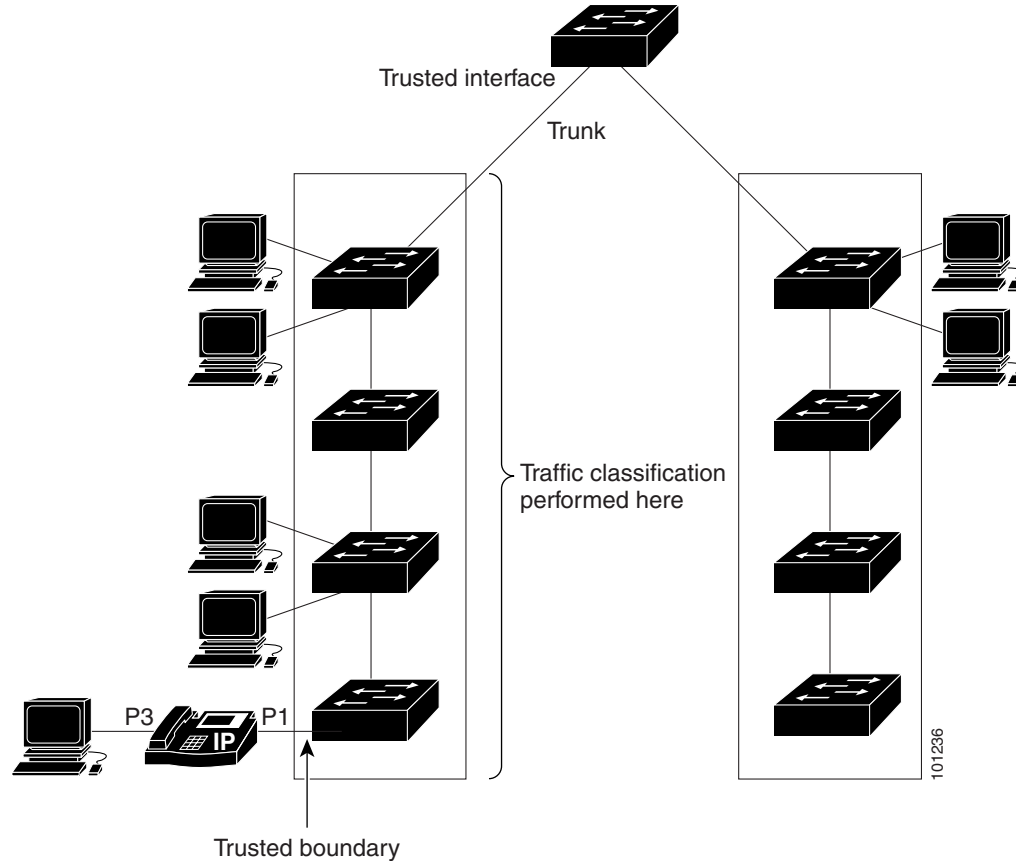 Trusted interface
Trunk
Traffic classification
performed here
P3
IP
P1
101236
Trusted boundary